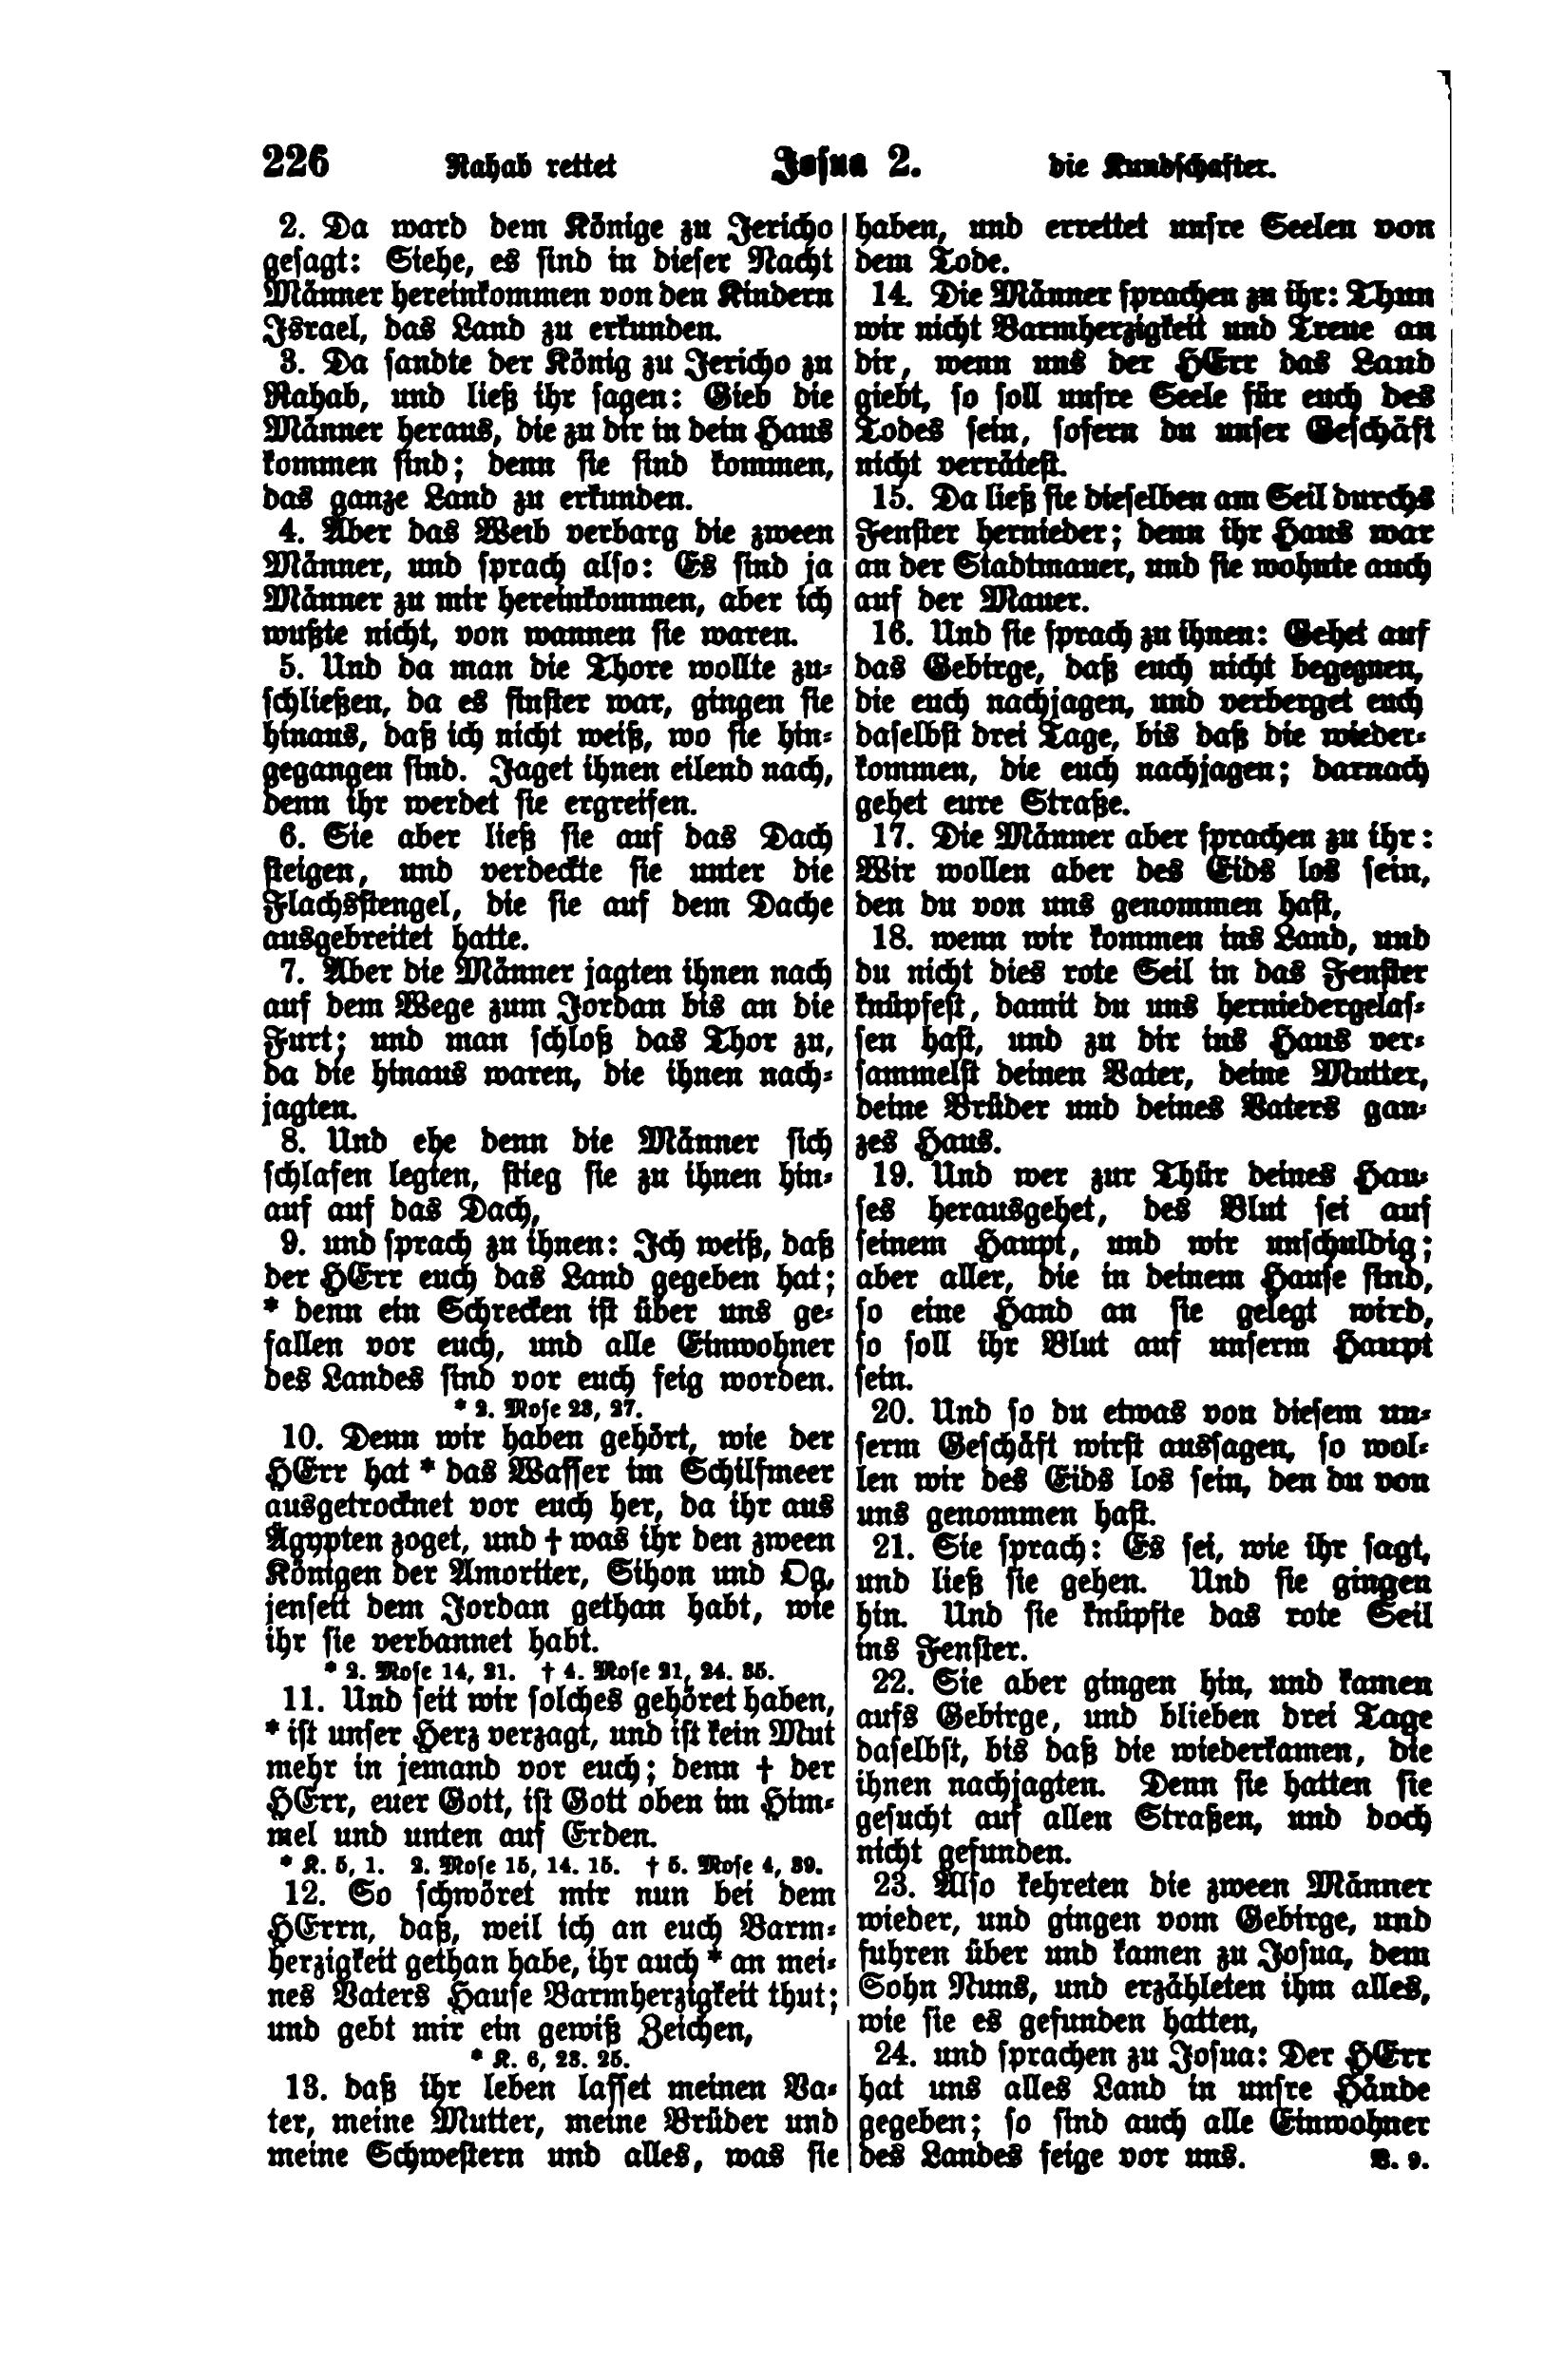 226 Rahab rettet Josua 2. die Kundschafter.
2. Da ward dem Könige zu Jericho
gesagt: Siehe, es sind in dieser Nacht
Männer hereinkommen von den Kindern
Israel, das Land zu erkunden.
3. Da sandte der König zu Jericho zu
Rahab, und ließ ihr sagen: Gieb die
Männer heraus, die zu dir in dein Haus
kommen sind; denn sie sind kommen,
das ganze Land zu erkunden.
4. Aber das Weib verbarg die zween
Männer, und sprach also: Es sind ja
Männer zu mir hereinkommen, aber ich
wußte nicht, von wannen sie waren.
5. Und da man die Thore wollte zu-
schließen, da es finster war, gingen sie
hinaus, daß ich nicht weiß, wo sie hin-
gegangen sind. Jaget ihnen eilend nach,
denn ihr werdet sie ergreifen.
6. Sie aber ließ sie auf das Dach
steigen, und verdeckte sie unter die
Flachsstengel, die sie auf dem Dache
ausgebreitet hatte.
7. Aber die Männer jagten ihnen nach
auf dem Wege zum Jordan bis an die
Furt; und man schloß das Thor zu,
da die hinaus waren, die ihnen nach-
jagten.
8. Und ehe denn die Männer sich
schlafen legten, stieg sie zu ihnen hin-
auf auf das Dach,
9. und sprach zu ihnen: Ich weiß, daß
der HErr euch das Land gegeben hat;
* denn ein Schrecken ist über uns ge-
fallen vor euch, und alle Einwohner
des Landes sind vor euch feig worden.
* 2. Mose 23, 27.
10. Denn wir haben gehört, wie der
HErr hat * das Wasser im Schilfmeer
ausgetrocknet vor euch her, da ihr aus
Ägypten zoget, und † was ihr den zween
Königen der Amoriter, Sihon und Og,
jenseit dem Jordan gethan habt, wie
ihr sie verbannet habt.
* 2. Mose 14, 21. † 4. Mose 21, 24. 35.
11. Und seit wir solches gehöret haben,
* ist unser Herz verzagt, und ist kein Mut
mehr in jemand vor euch; denn † der
HErr, euer Gott, ist Gott oben im Him-
mel und unten auf Erden.
* K. 5, 1. 2. Mose 15, 14. 15. † 5. Mose 4, 39.
12. So schwöret mir nun bei dem
HErrn, daß, weil ich an euch Barm-
herzigkeit gethan habe, ihr auch * an mei-
nes Vaters Hause Barmherzigkeit thut;
und gebt mir ein gewiß Zeichen,
* K. 6, 23. 25.
13. daß ihr leben lasset meinen Va-
ter, meine Mutter, meine Brüder und
meine Schwestern und alles, was sie
haben, und errettet unsre Seelen von
dem Tode.
14. Die Männer sprachen zu ihr: Thun
wir nicht Barmherzigkeit und Treue an
dir, wenn uns der HErr das Land
giebt, so soll unsre Seele für euch des
Todes sein, sofern du unser Geschäft
nicht verrätest.
15. Da ließ sie dieselben am Seil durchs
Fenster hernieder; denn ihr Haus war
an der Stadtmauer, und sie wohnte auch
auf der Mauer.
16. Und sie sprach zu ihnen: Gehet auf
das Gebirge, daß euch nicht begegnen,
die euch nachjagen, und verberget euch
daselbst drei Tage, bis daß die wieder-
kommen, die euch nachjagen; darnach
gehet eure Straße.
17. Die Männer aber sprachen zu ihr:
Wir wollen aber des Eids los sein,
den du von uns genommen hast,
18. wenn wir kommen ins Land, und
du nicht dies rote Seil in das Fenster
knüpfest, damit du uns herniedergelas-
sen hast, und zu dir ins Haus ver-
sammelst deinen Vater, deine Mutter,
deine Brüder und deines Vaters gan-
zes Haus.
19. Und wer zur Thür deines Hau-
ses herausgehet, des Blut sei auf
seinem Haupt, und wir unschuldig;
aber aller, die in deinem Hause sind,
so eine Hand an sie gelegt wird,
so soll ihr Blut auf unserm Haupt
sein.
20. Und so du etwas von diesem un-
serm Geschäft wirst aussagen, so wol-
len wir des Eids los sein, den du von
uns genommen hast.
21. Sie sprach: Es sei, wie ihr sagt,
und ließ sie gehen. Und sie gingen
hin. Und sie knüpfte das rote Seil
ins Fenster.
22. Sie aber gingen hin, und kamen
aufs Gebirge, und blieben drei Tage
daselbst, bis daß die wiederkamen, die
ihnen nachjagten. Denn sie hatten sie
gesucht auf allen Straßen, und doch
nicht gefunden.
23. Also kehreten die zween Männer
wieder, und gingen vom Gebirge, und
fuhren über und kamen zu Josua, dem
Sohn Nuns, und erzähleten ihm alles,
wie sie es gefunden hatten,
24. und sprachen zu Josua: Der HErr
hat uns alles Land in unsre Hände
gegeben; so sind auch alle Einwohner
des Landes feige vor uns. V. 9.